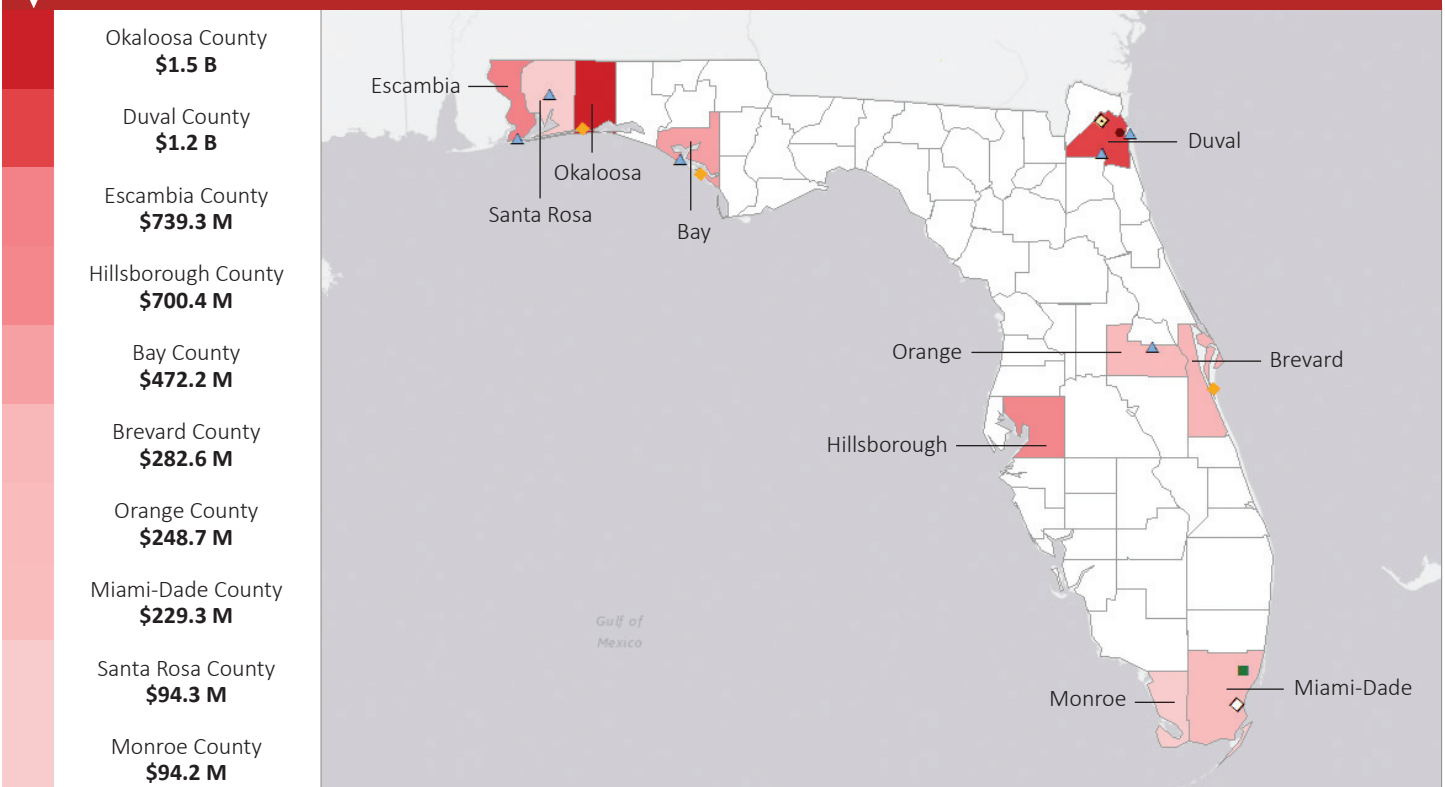 Okaloosa County
$1.5 B
Duval County
$1.2 B
Escambia County
$739.3 M
Hillsborough County
$700.4 M
Bay County
$472.2 M
Brevard County
$282.6 M
Orange County
$248.7 M
Miami-Dade County
$229.3 M
Santa Rosa County
$94.3 M
Monroe County
$94.2 M
Escambia
Okaloosa
Santa Rosa
Bay
Duval
Orange
Brevard
Hillsborough
Gulf of
Mexico
Monroe
Miami-Dade